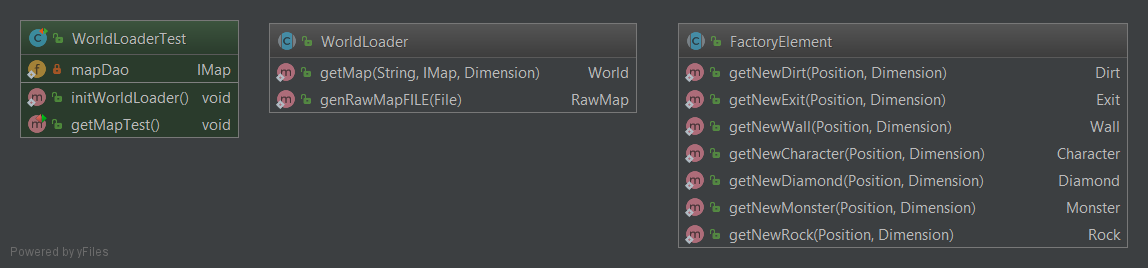 WorldLoaderTest
mapDao IMap
initWorldLoader() void
getMapTest() void
WorldLoader
getMap(String, IMap, Dimension) World
genRawMapFILE(File) RawMap
FactoryElement
getNewDirt(Position, Dimension) Dirt
getNewExit(Position, Dimension) Exit
getNewWall(Position, Dimension) Wall
getNewCharacter(Position, Dimension) Character
getNewDiamond(Position, Dimension) Diamond
getNewMonster(Position, Dimension) Monster
getNewRock(Position, Dimension) Rock
Powered by yFiles